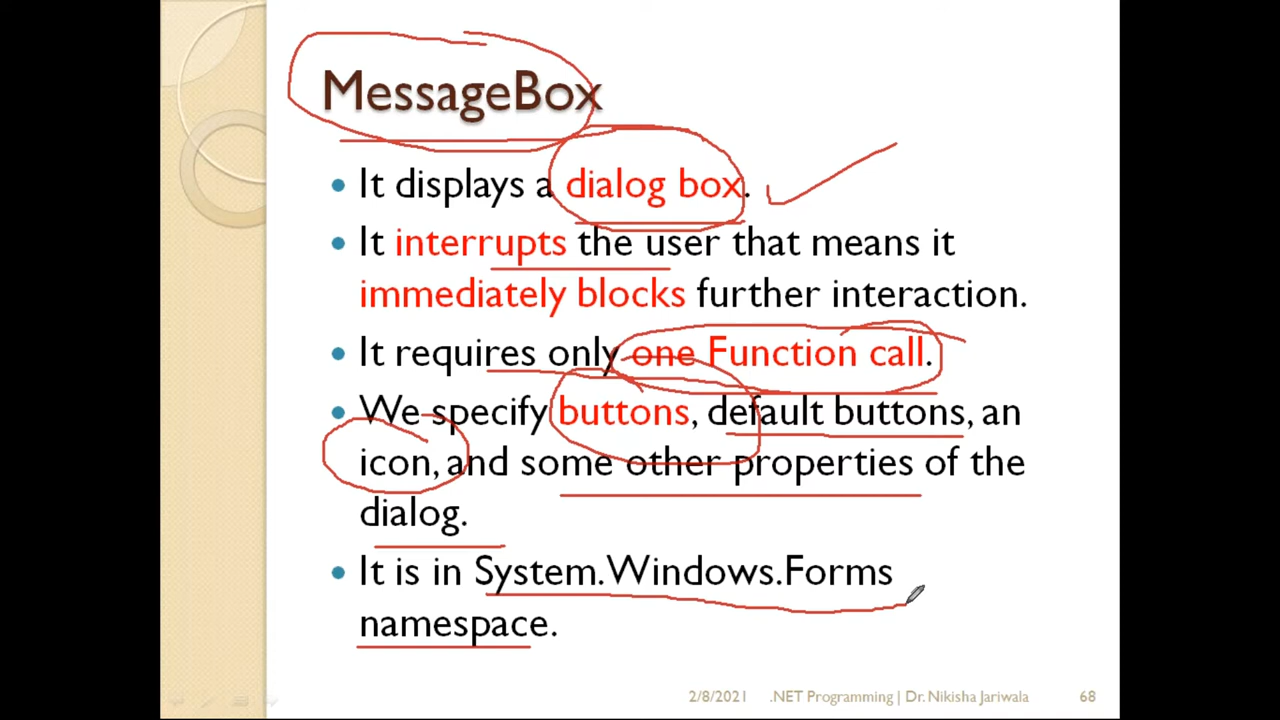 MessageBox
• It displays a dialog box.
• It interrupts the user that means it
immediately blocks further interaction.
• It requires only one Function call.
• We specify buttons, default buttons, an
icon, and some other properties of the
dialog.
• It is in System.Windows.Forms
namespace.
2/8/2021 .NET Programming | Dr. Nikisha Jariwala 68